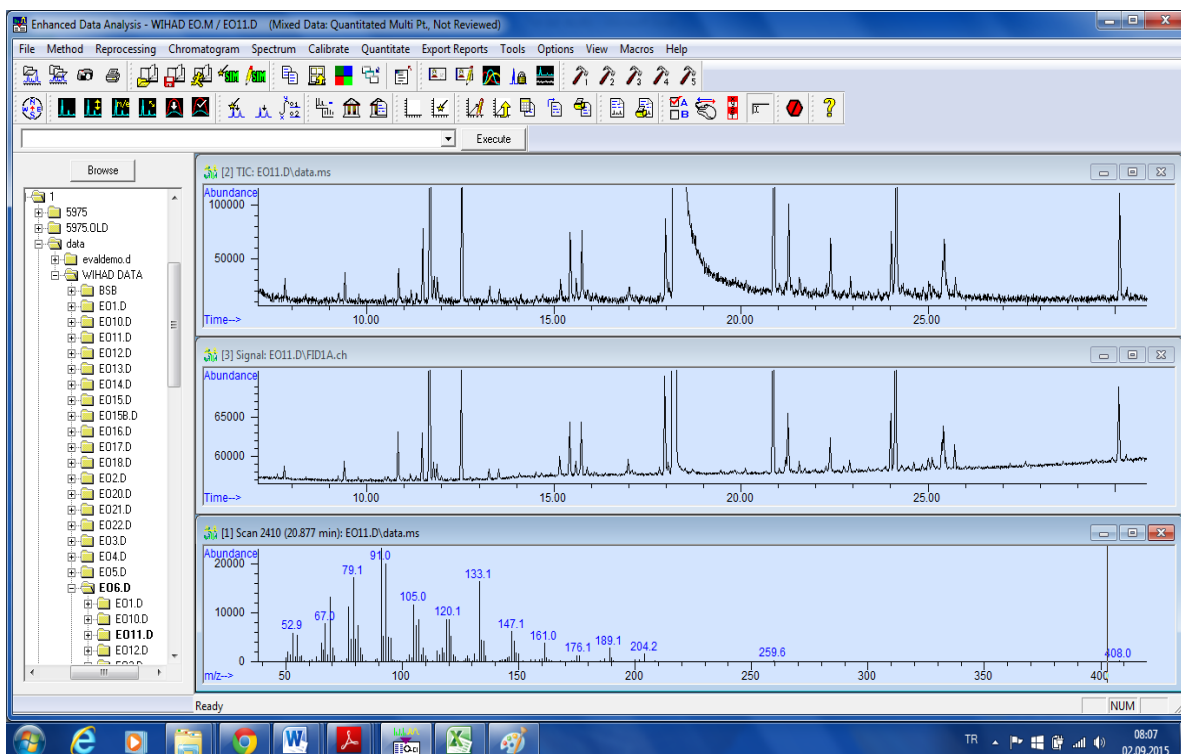 Enhanced Data Analysis - WIHAD EO.M / EO11.D    (Mixed Data: Quantitated Multi Pt., Not Reviewed)
File Method Reprocessing Chromatogram Spectrum Calibrate Quantitate Export Reports Tools Options View Macros Help
Execute
Browse
1
5975
5975.OLD
data
evaldemo.d
WIHAD DATA
BSB
EO1.D
EO10.D
EO11.D
EO12.D
EO13.D
EO14.D
EO15.D
EO15B.D
EO16.D
EO17.D
EO18.D
EO2.D
EO20.D
EO21.D
EO22.D
EO3.D
EO4.D
EO5.D
EO6.D
EO1.D
EO10.D
EO11.D
EO12.D
[2] TIC: EO11.D\data.ms
Abundance
100000
50000
Time-->
10.00 15.00 20.00 25.00
[3] Signal: EO11.D\FID1A.ch
Abundance
65000
60000
Time-->
10.00 15.00 20.00 25.00
[1] Scan 2410 (20.877 min): EO11.D\data.ms
Abundance
20000
10000
0
52.9 67.0 79.1 91.0 105.0 120.1 133.1 147.1 161.0 176.1 189.1 204.2 259.6 408.0
m/z-->
50 100 150 200 250 300 350 400
Ready
NUM
TR
08:07
02.09.2015